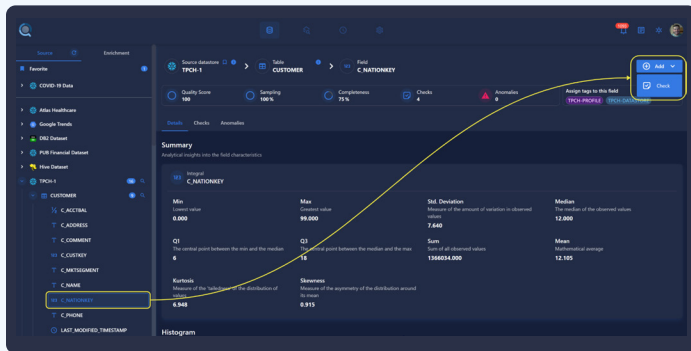 Source
Enrichment
Favorite
COVID-19 Data
Atlas Healthcare
Google Trends
DB2 Dataset
PUB Financial Dataset
Hive Dataset
TPCH-1
CUSTOMER
C_ACCTBAL
C_ADDRESS
C_COMMENT
C_CUSTKEY
C_MKTSEGMENT
C_NAME
123 C_NATIONKEY
C_PHONE
LAST_MODIFIED_TIMESTAMP
Source datastore
TPCH-1
Table
CUSTOMER
Field
C_NATIONKEY
Add
Check
Quality Score
100
Sampling
100%
Completeness
75%
Checks
4
Anomalies
0
Assign tags to this field
TPCH-PROFILE
Details Checks Anomalies
Summary
Analytical insights into the field characteristics
123
Integral
C_NATIONKEY
Min
Lowest value
0.000
Max
Greatest value
99.000
Std. Deviation
Measure of the amount of variation in observed
values
7.640
Median
The median of the observed values
12.000
Q1
The central point between the min and the median
6
Q3
The central point between the median and the max
18
Sum
Sum of all observed values
1366034.000
Mean
Mathematical average
12.105
Kurtosis
Measure of the 'tailedness' of the distribution of
values
6.948
Skewness
Measure of the asymmetry of the distribution around
its mean
0.915
Histogram